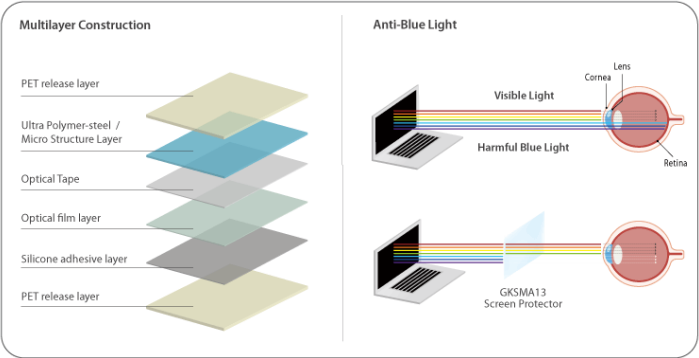 Multilayer Construction
PET release layer
Ultra Polymer-steel /
Micro Structure Layer
Optical Tape
Optical film layer
Silicone adhesive layer
PET release layer
Anti-Blue Light
Lens
Cornea
Visible Light
Harmful Blue Light
Retina
GKSMA13
Screen Protector